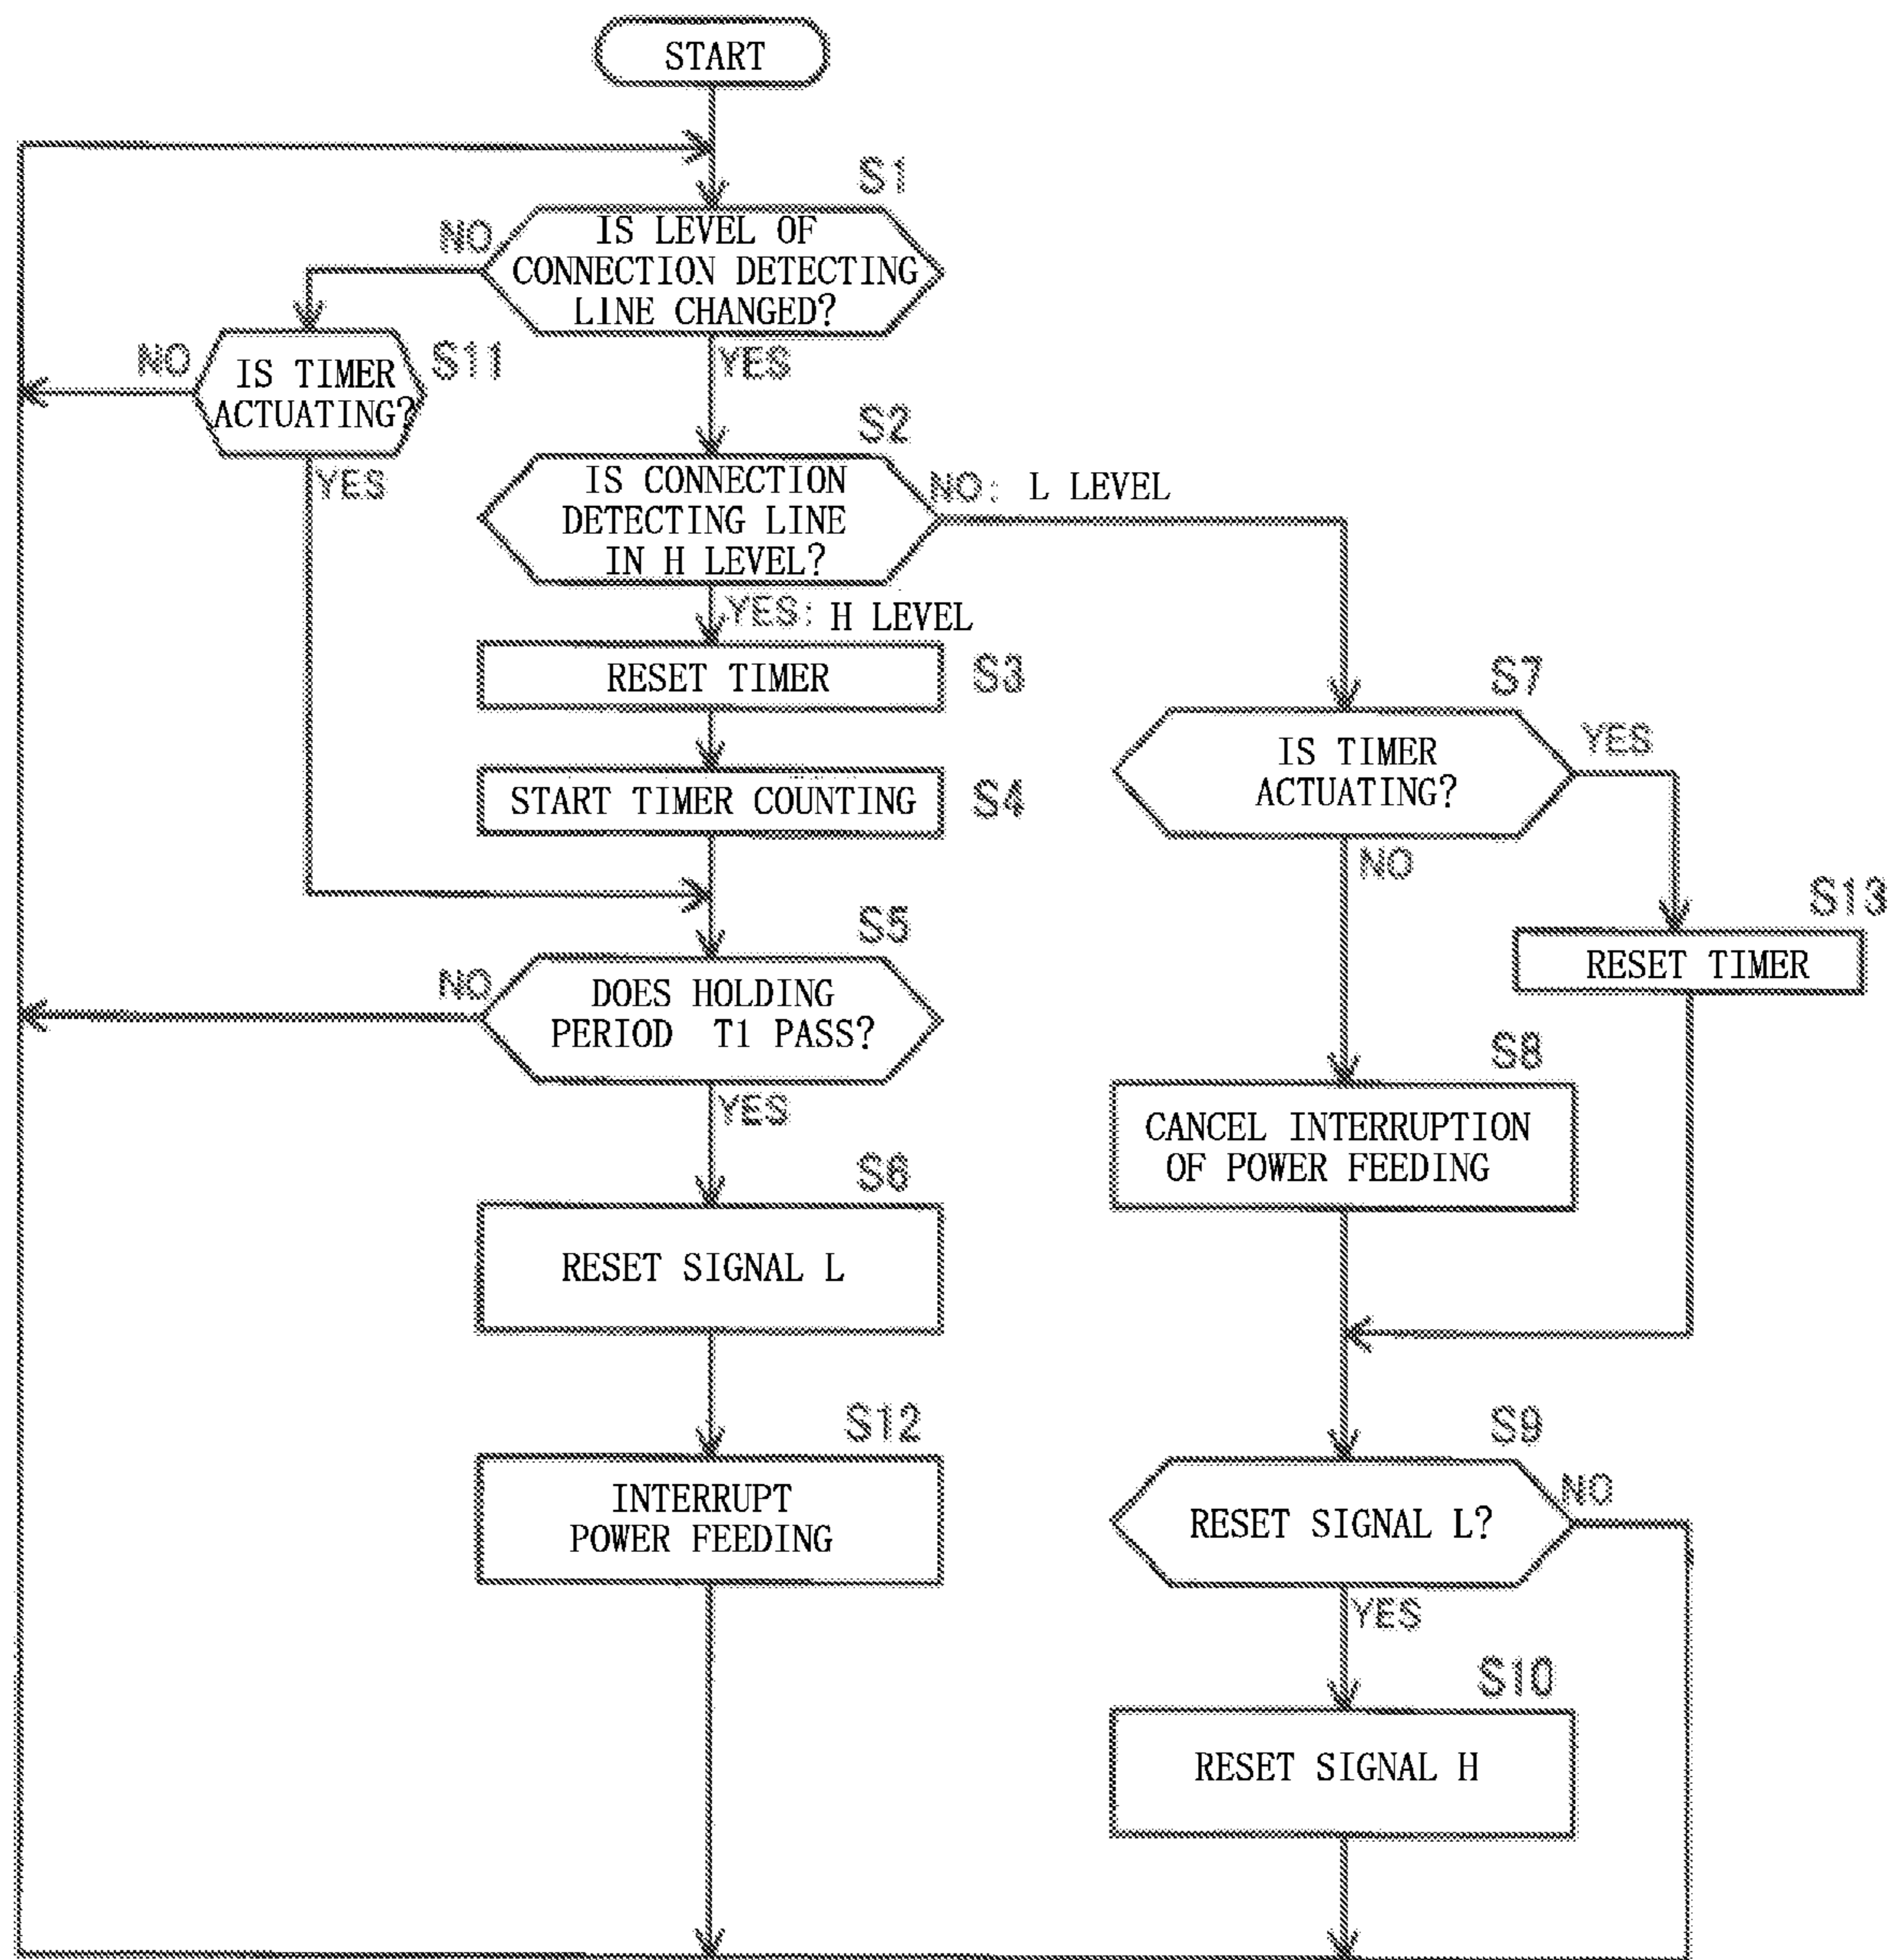 START
S1
IS LEVEL OF
CONNECTION DETECTING
LINE CHANGED?
NO
YES
S11
IS TIMER
ACTUATING?
NO
YES
S2
IS CONNECTION
DETECTING LINE
IN H LEVEL?
NO: L LEVEL
YES: H LEVEL
RESET TIMER
S3
START TIMER COUNTING
S4
S5
DOES HOLDING
PERIOD T1 PASS?
NO
YES
S6
RESET SIGNAL L
S12
INTERRUPT
POWER FEEDING
S7
IS TIMER
ACTUATING?
YES
NO
S13
RESET TIMER
S8
CANCEL INTERRUPTION
OF POWER FEEDING
S9
RESET SIGNAL L?
NO
YES
S10
RESET SIGNAL H